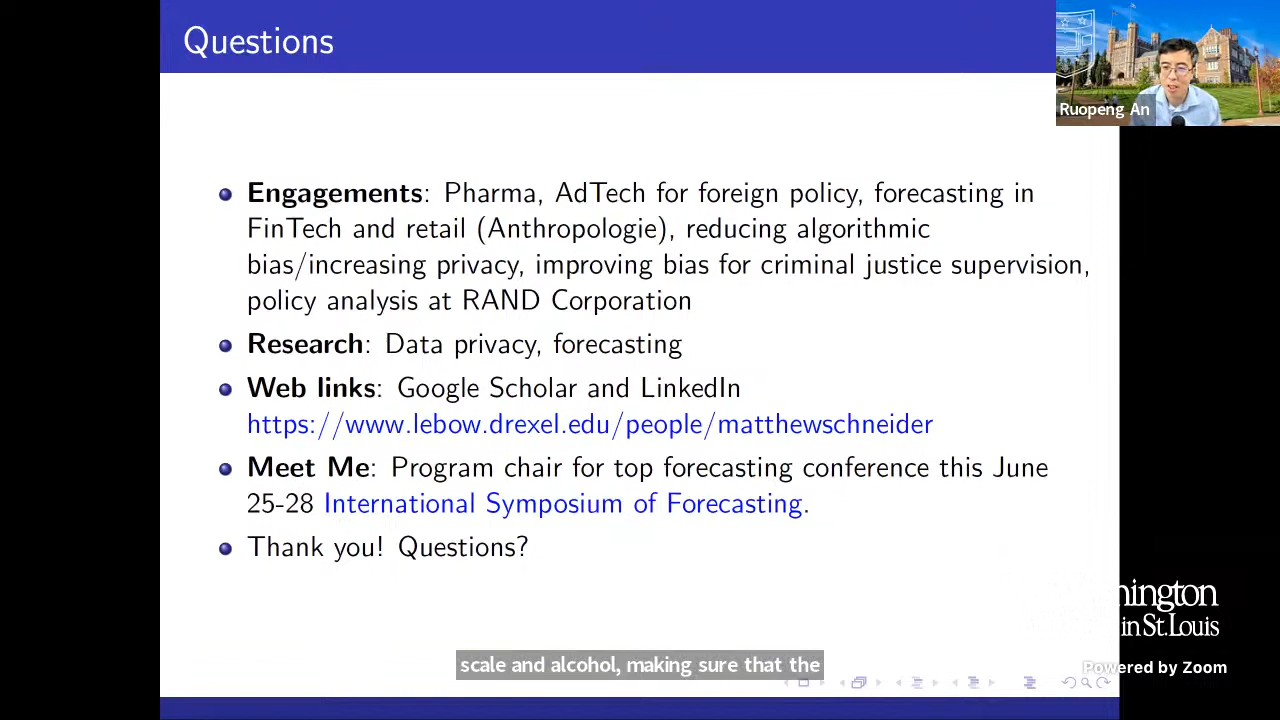 Questions
Ruopeng An
Engagements: Pharma, AdTech for foreign policy, forecasting in
FinTech and retail (Anthropologie), reducing algorithmic
bias/increasing privacy, improving bias for criminal justice supervision,
policy analysis at RAND Corporation
Research: Data privacy, forecasting
Web links: Google Scholar and LinkedIn
https://www.lebow.drexel.edu/people/matthewschneider
Meet Me: Program chair for top forecasting conference this June
25-28 International Symposium of Forecasting.
Thank you! Questions?
hington
in St. Louis
scale and alcohol, making sure that the
Powered by Zoom